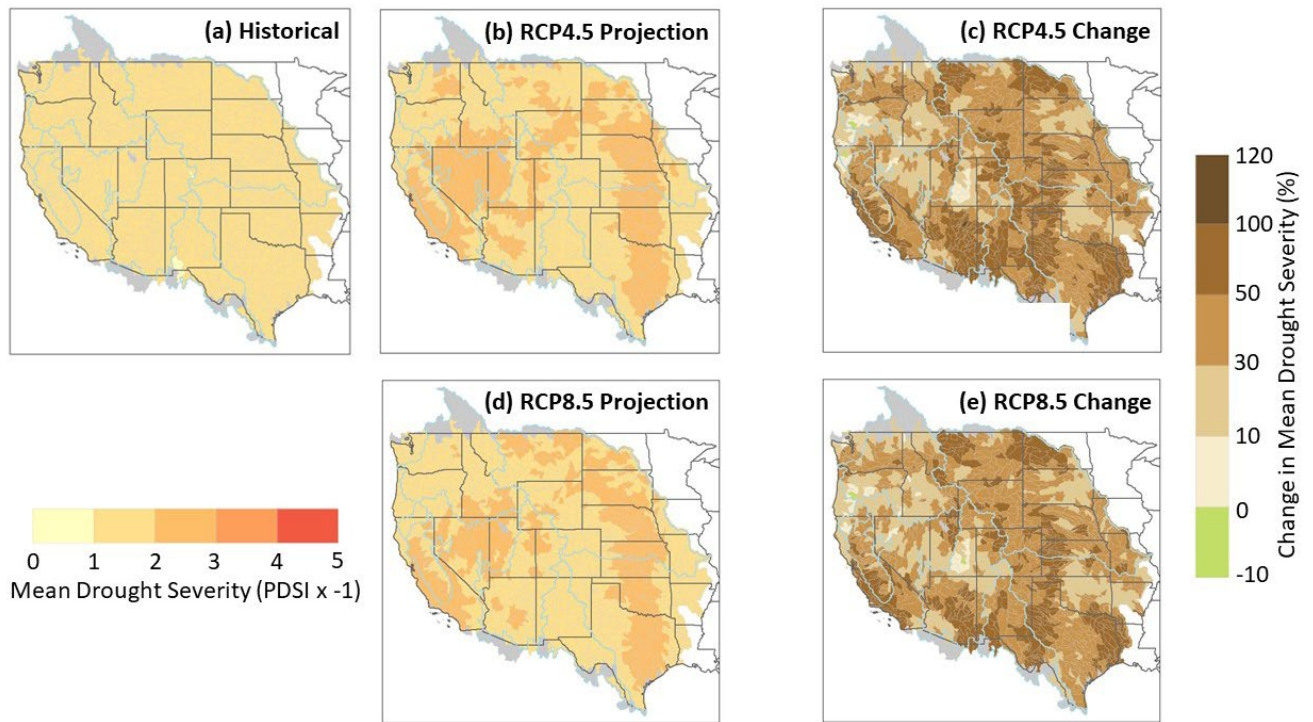 (a) Historical
(b) RCP4.5 Projection
(c) RCP4.5 Change
(d) RCP8.5 Projection
(e) RCP8.5 Change
0 1 2 3 4 5
Mean Drought Severity (PDSI x -1)
120
100
50
30
10
0
-10
Change in Mean Drought Severity (%)